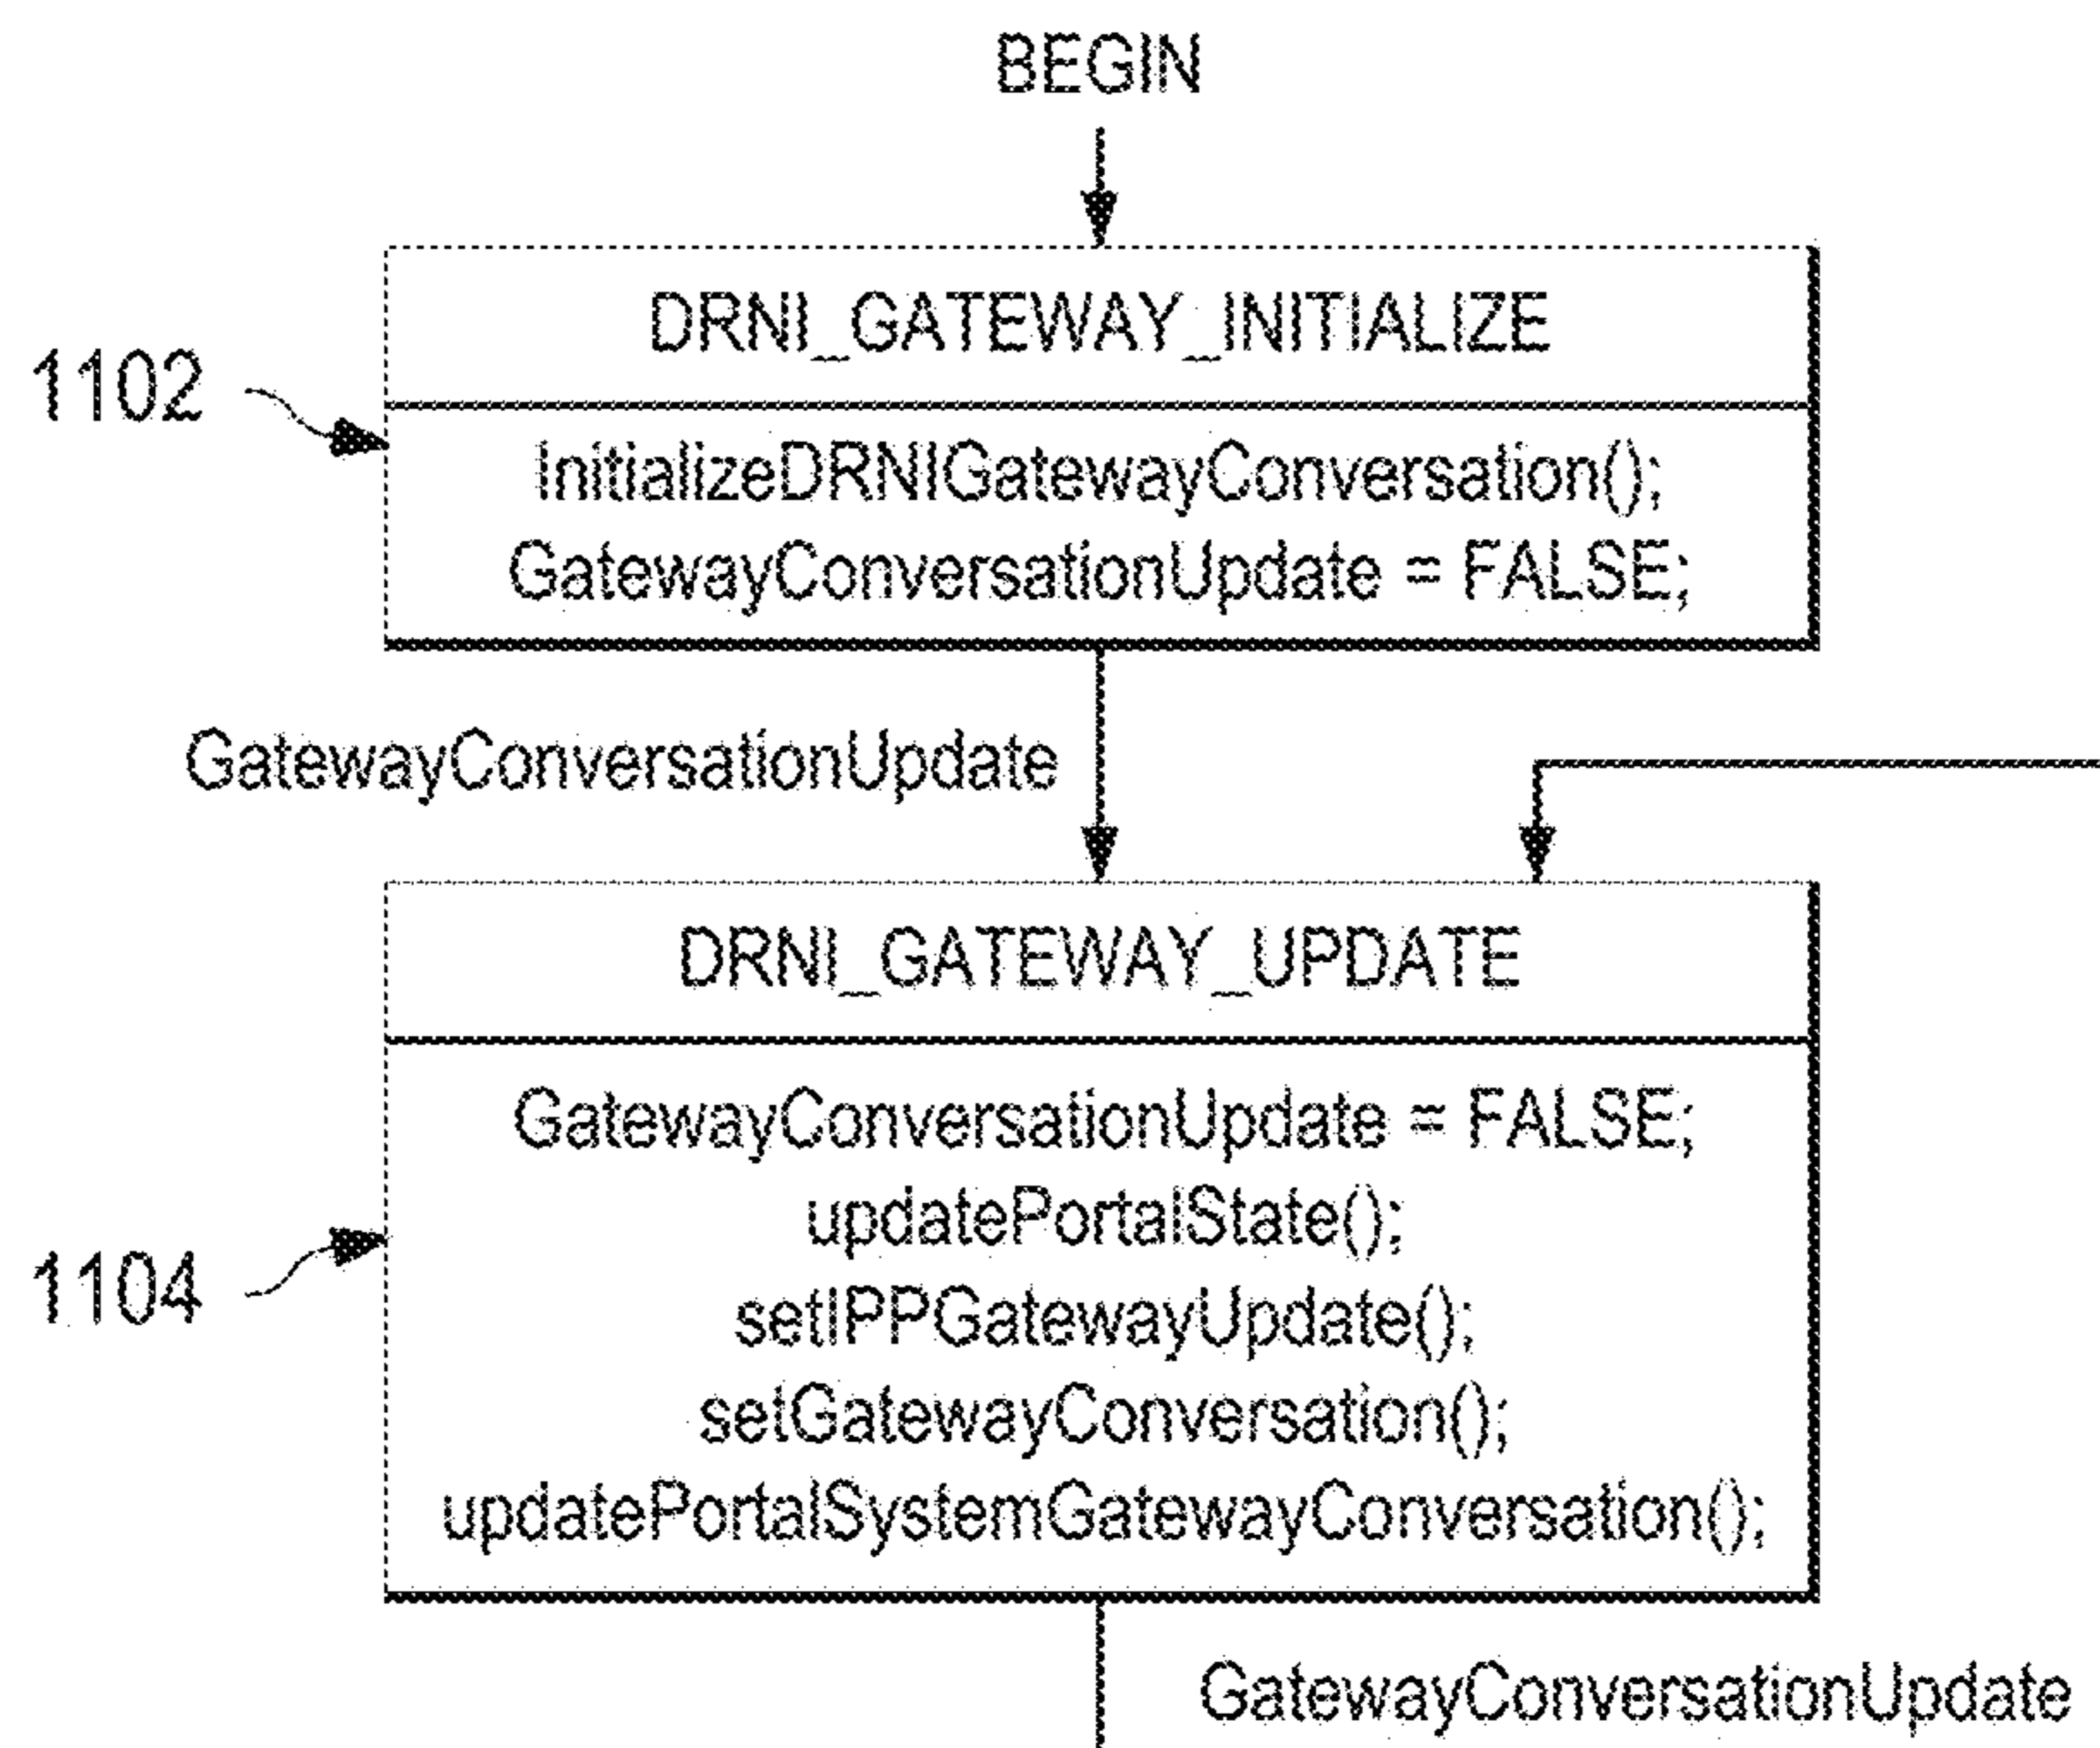 BEGIN
DRNI_GATEWAY_INITIALIZE
1102
InitializeDRNIGatewayConversation();
GatewayConversationUpdate = FALSE;
GatewayConversationUpdate
DRNI_GATEWAY_UPDATE
GatewayConversationUpdate = FALSE;
updatePortalState();
1104
setIPPGatewayUpdate();
setGatewayConversation();
updatePortalSystemGatewayConversation();
GatewayConversationUpdate